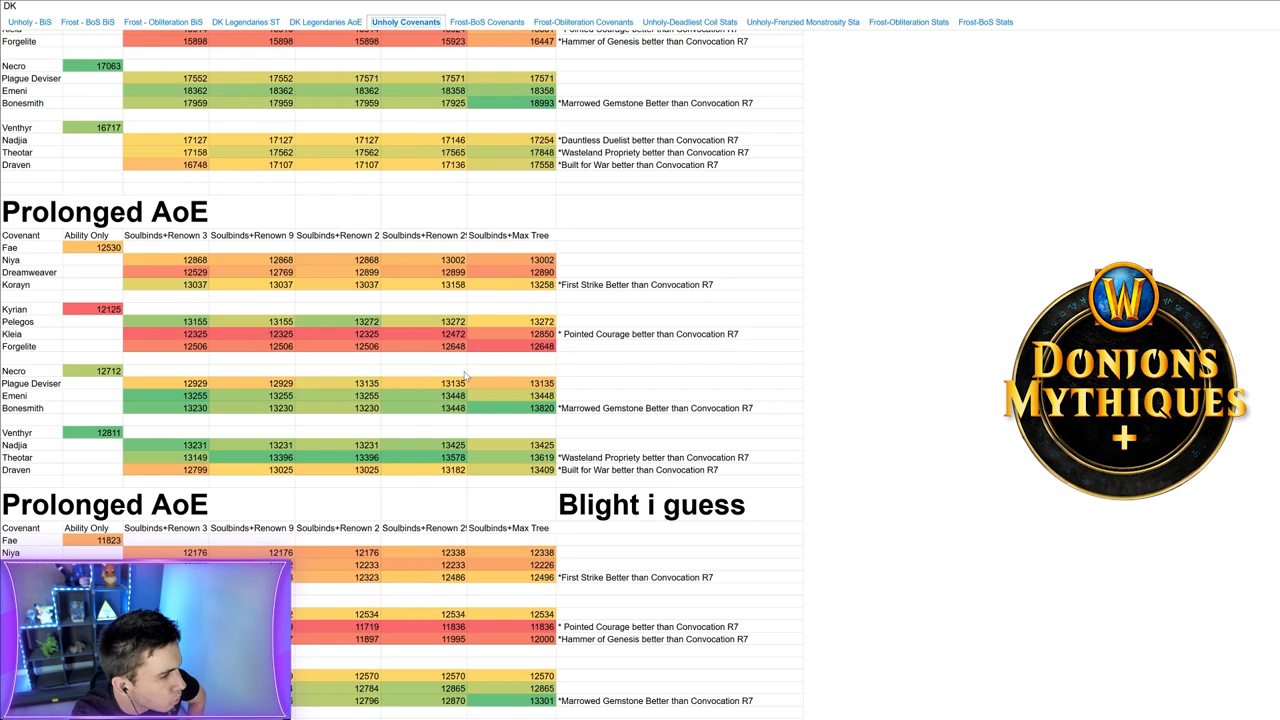 DK
Unholy - BiS Frost - BoS BiS Frost - Obliteration BiS DK Legendaries ST DK Legendaries AoE Unholy Covenants Frost-BoS Covenants Frost-Obliteration Covenants Unholy-Deadliest Coil Stats Unholy-Frenzied Monstrosity Sta Frost-Obliteration Stats Frost-BoS Stats
Forgelite 15898 15898 15898 15923 16447 *Hammer of Genesis better than Convocation R7
Necro 17063
Plague Deviser 17552 17552 17571 17571 17571
Emeni 18362 18362 18362 18358 18358
Bonesmith 17959 17959 17959 17925 18993 *Marrowed Gemstone Better than Convocation R7
Venthyr 16717
Nadjia 17127 17127 17127 17146 17254 *Dauntless Duelist better than Convocation R7
Theotar 17158 17562 17562 17565 17848 *Wasteland Propriety better than Convocation R7
Draven 16748 17107 17107 17136 17558 *Built for War better than Convocation R7
Prolonged AoE
Covenant Ability Only Soulbinds+Renown 3 Soulbinds+Renown 9 Soulbinds+Renown 2 Soulbinds+Renown 2 Soulbinds+Max Tree
Fae 12530
Niya 12868 12868 12868 13002 13002
Dreamweaver 12529 12769 12899 12899 12890
Korayn 13037 13037 13037 13158 13258 *First Strike Better than Convocation R7
Kyrian 12125
Pelegos 13155 13155 13272 13272 13272
Kleia 12325 12325 12325 12472 12850 * Pointed Courage better than Convocation R7
Forgelite 12506 12506 12506 12648 12648
Necro 12712
Plague Deviser 12929 12929 13135 13135 13135
Emeni 13255 13255 13255 13448 13448
Bonesmith 13230 13230 13230 13448 13820 *Marrowed Gemstone Better than Convocation R7
Venthyr 12811
Nadjia 13231 13231 13231 13425 13425
Theotar 13149 13396 13396 13578 13619 *Wasteland Propriety better than Convocation R7
Draven 12799 13025 13025 13182 13409 *Built for War better than Convocation R7
Prolonged AoE Blight i guess
Covenant Ability Only Soulbinds+Renown 3 Soulbinds+Renown 9 Soulbinds+Renown 2 Soulbinds+Renown 2 Soulbinds+Max Tree
Fae 11823
Niya 12176 12176 12176 12338 12338
12233 12233 12226
12323 12486 12496 *First Strike Better than Convocation R7
12534 12534 12534
11719 11836 11836 * Pointed Courage better than Convocation R7
11897 11995 12000 *Hammer of Genesis better than Convocation R7
12570 12570 12570
12784 12865 12865
12796 12870 13301 *Marrowed Gemstone Better than Convocation R7
W
DONJONS
MYTHIQUES
+